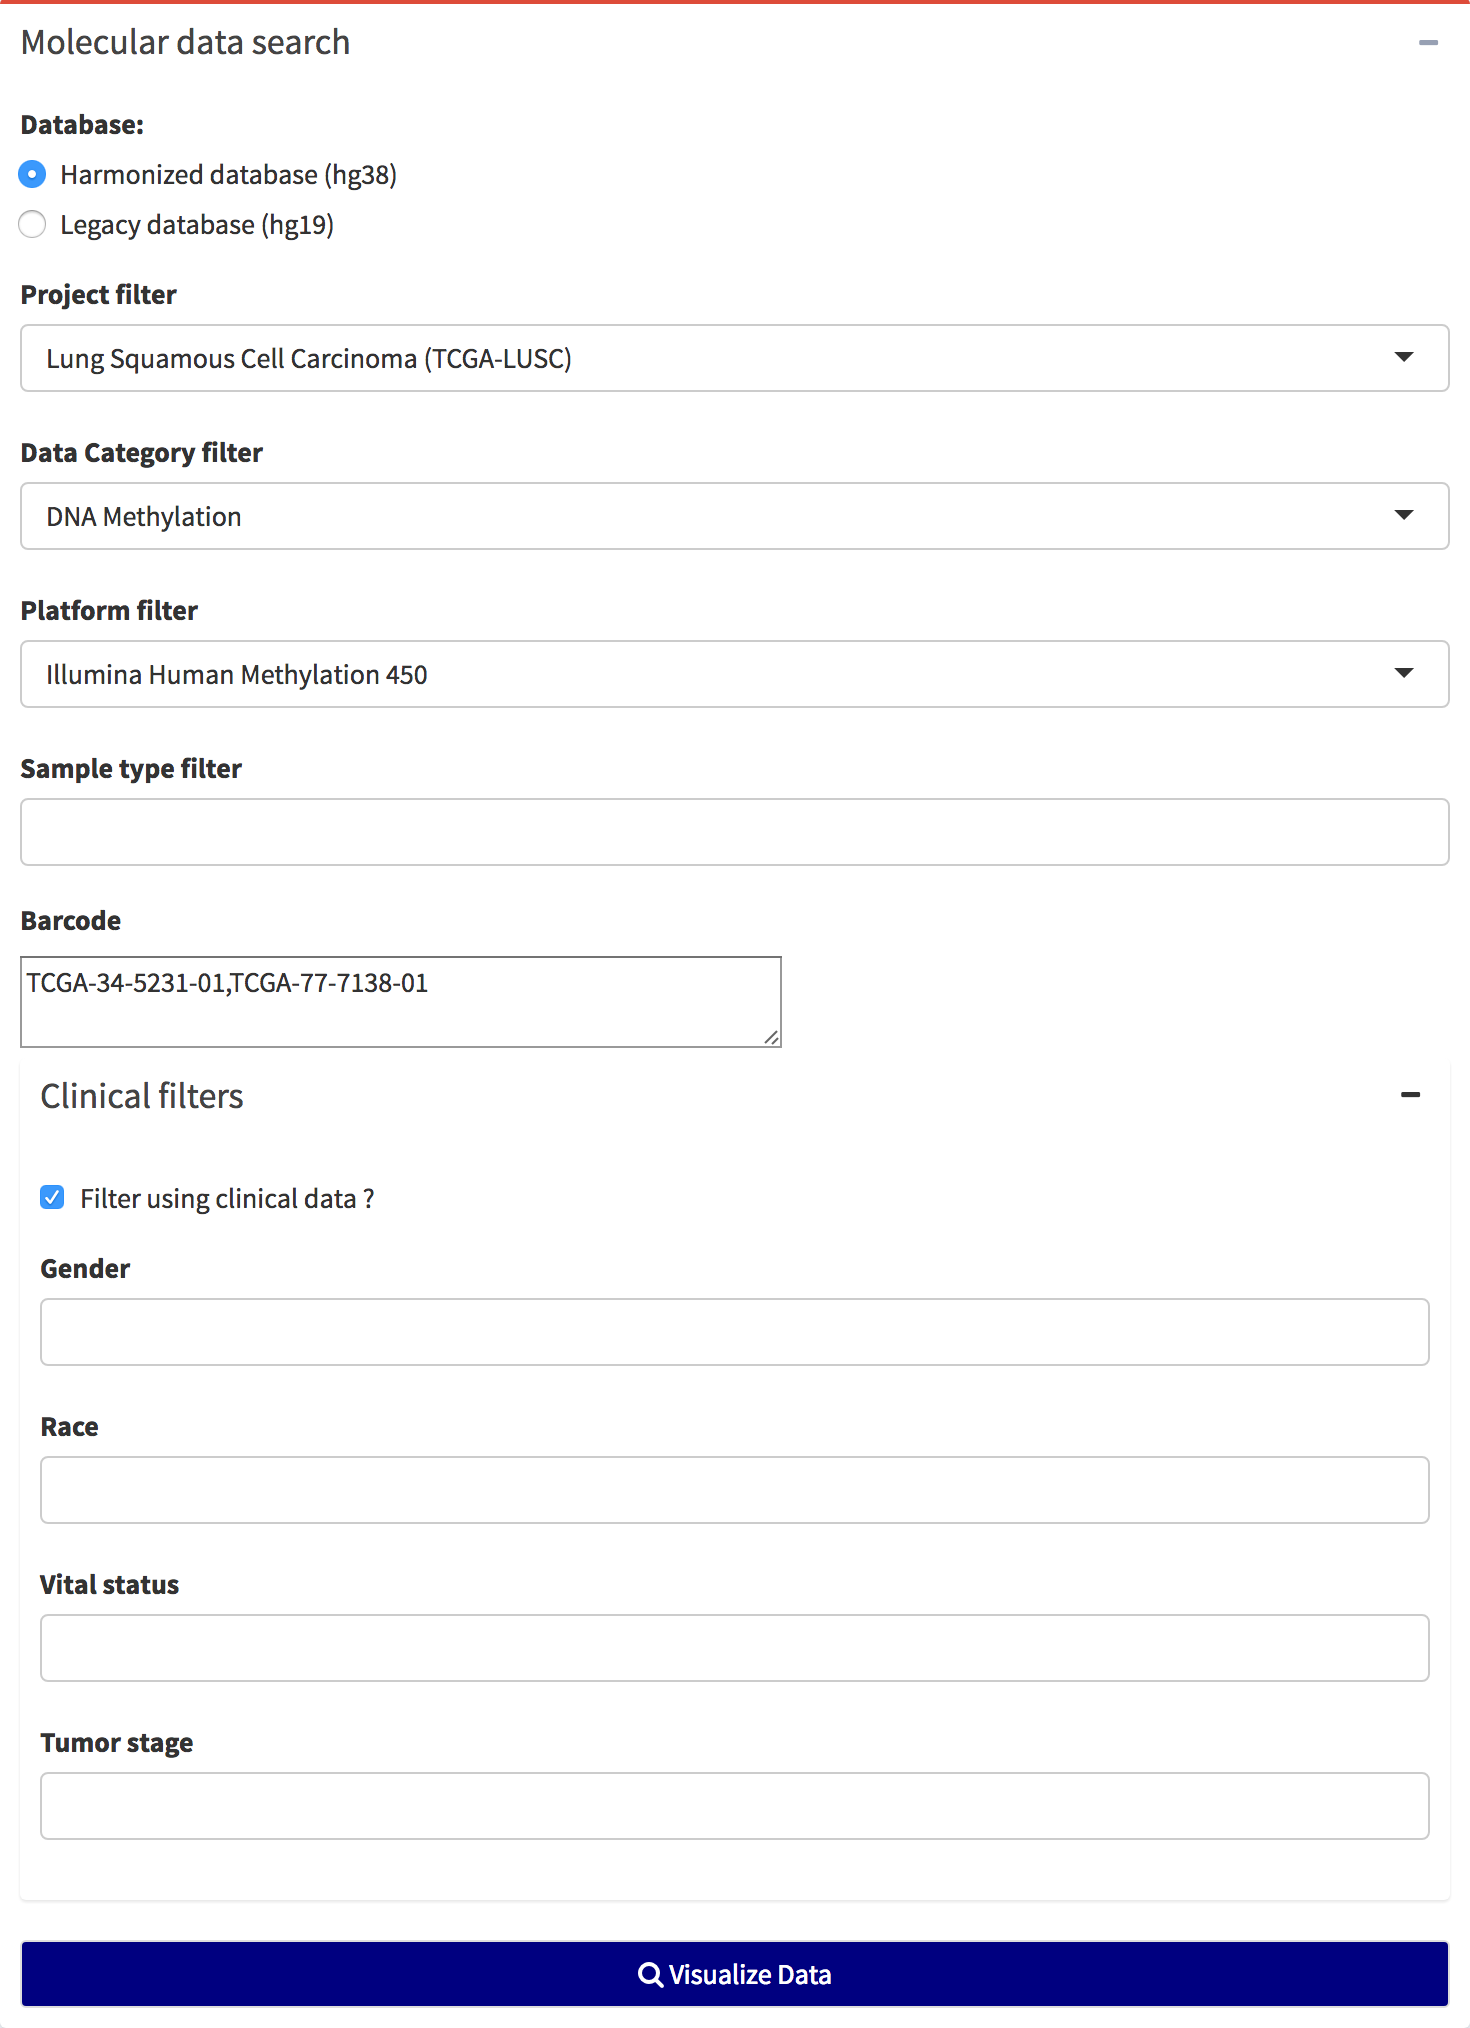 Molecular data search
Database:
Harmonized database (hg38)
Legacy database (hg19)
Project filter
Lung Squamous Cell Carcinoma (TCGA-LUSC)
Data Category filter
DNA Methylation
Platform filter
Illumina Human Methylation 450
Sample type filter
Barcode
TCGA-34-5231-01,TCGA-77-7138-01
Clinical filters
Filter using clinical data ?
Gender
Race
Vital status
Tumor stage
Visualize Data